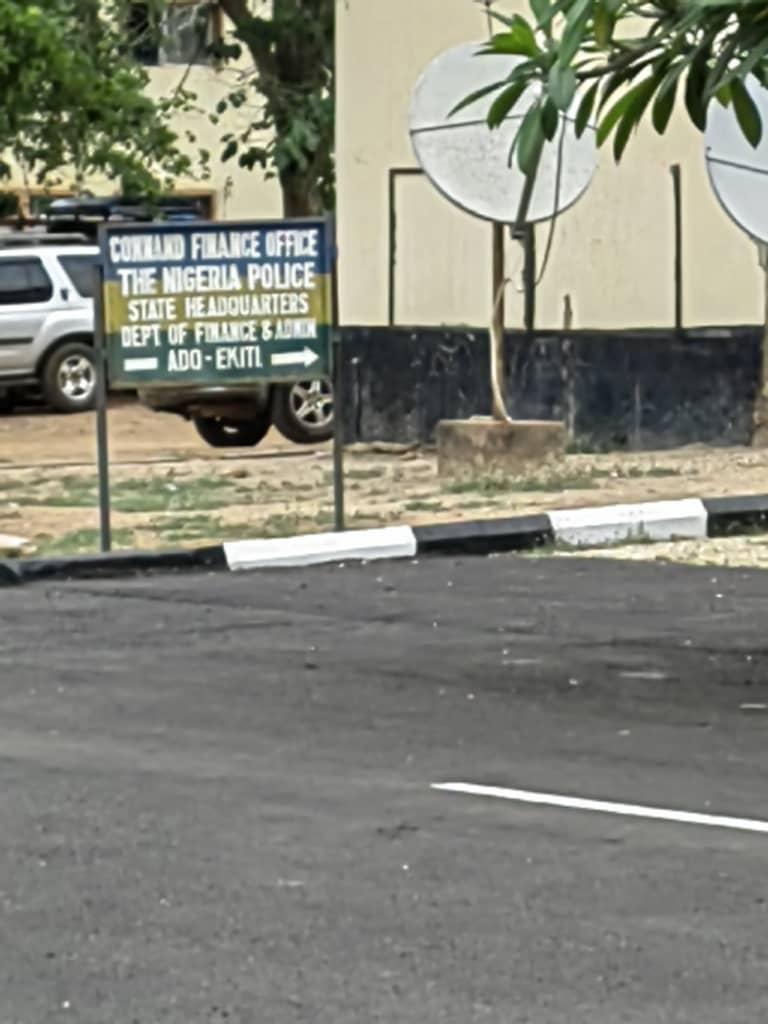 COMMAND FINANCE OFFICE
THE NIGERIA POLICE
STATE HEADQUARTERS
DEPT OF FINANCE & ADMIN
ADO-EKITI.